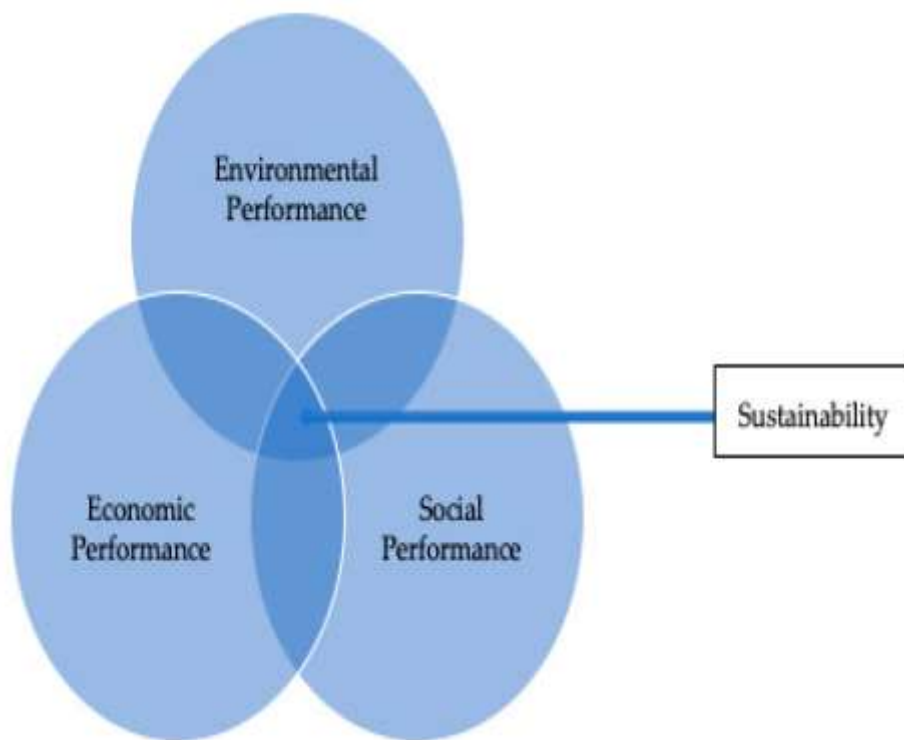 Environmental
Performance
Sustainability
Economic
Performance
Social
Performance